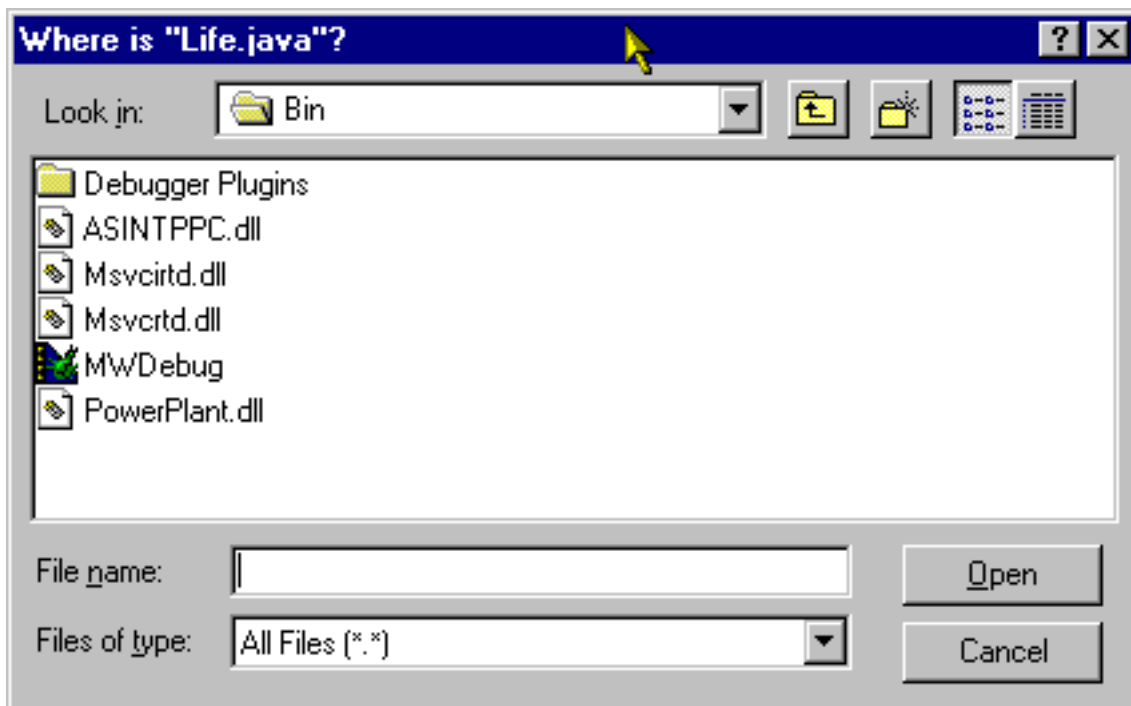 Where is "Life.java"?
Look in: Bin
Debugger Plugins
ASINTPPC.dll
Msvcirtd.dll
Msvcrtd.dll
MWDebug
PowerPlant.dll
File name: Open
Files of type: All Files (*.*) Cancel